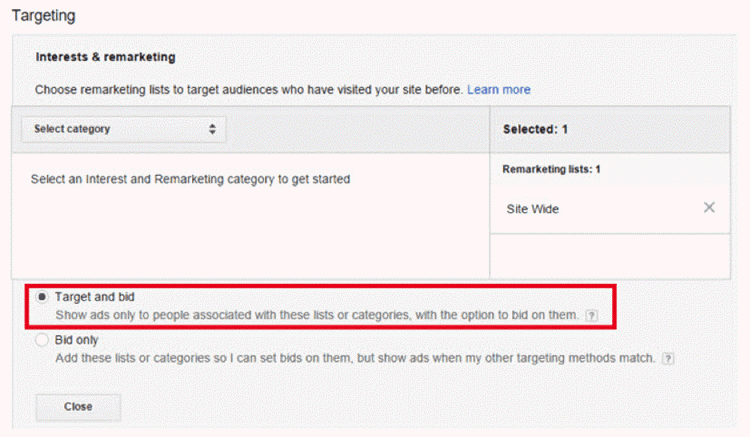 Targeting
Interests & remarketing
Choose remarketing lists to target audiences who have visited your site before. Learn more
Select category
Selected: 1
Select an Interest and Remarketing category to get started
Remarketing lists: 1
Site Wide
Target and bid
Show ads only to people associated with these lists or categories, with the option to bid on them. [?]
Bid only
Add these lists or categories so I can set bids on them, but show ads when my other targeting methods match. [?]
Close